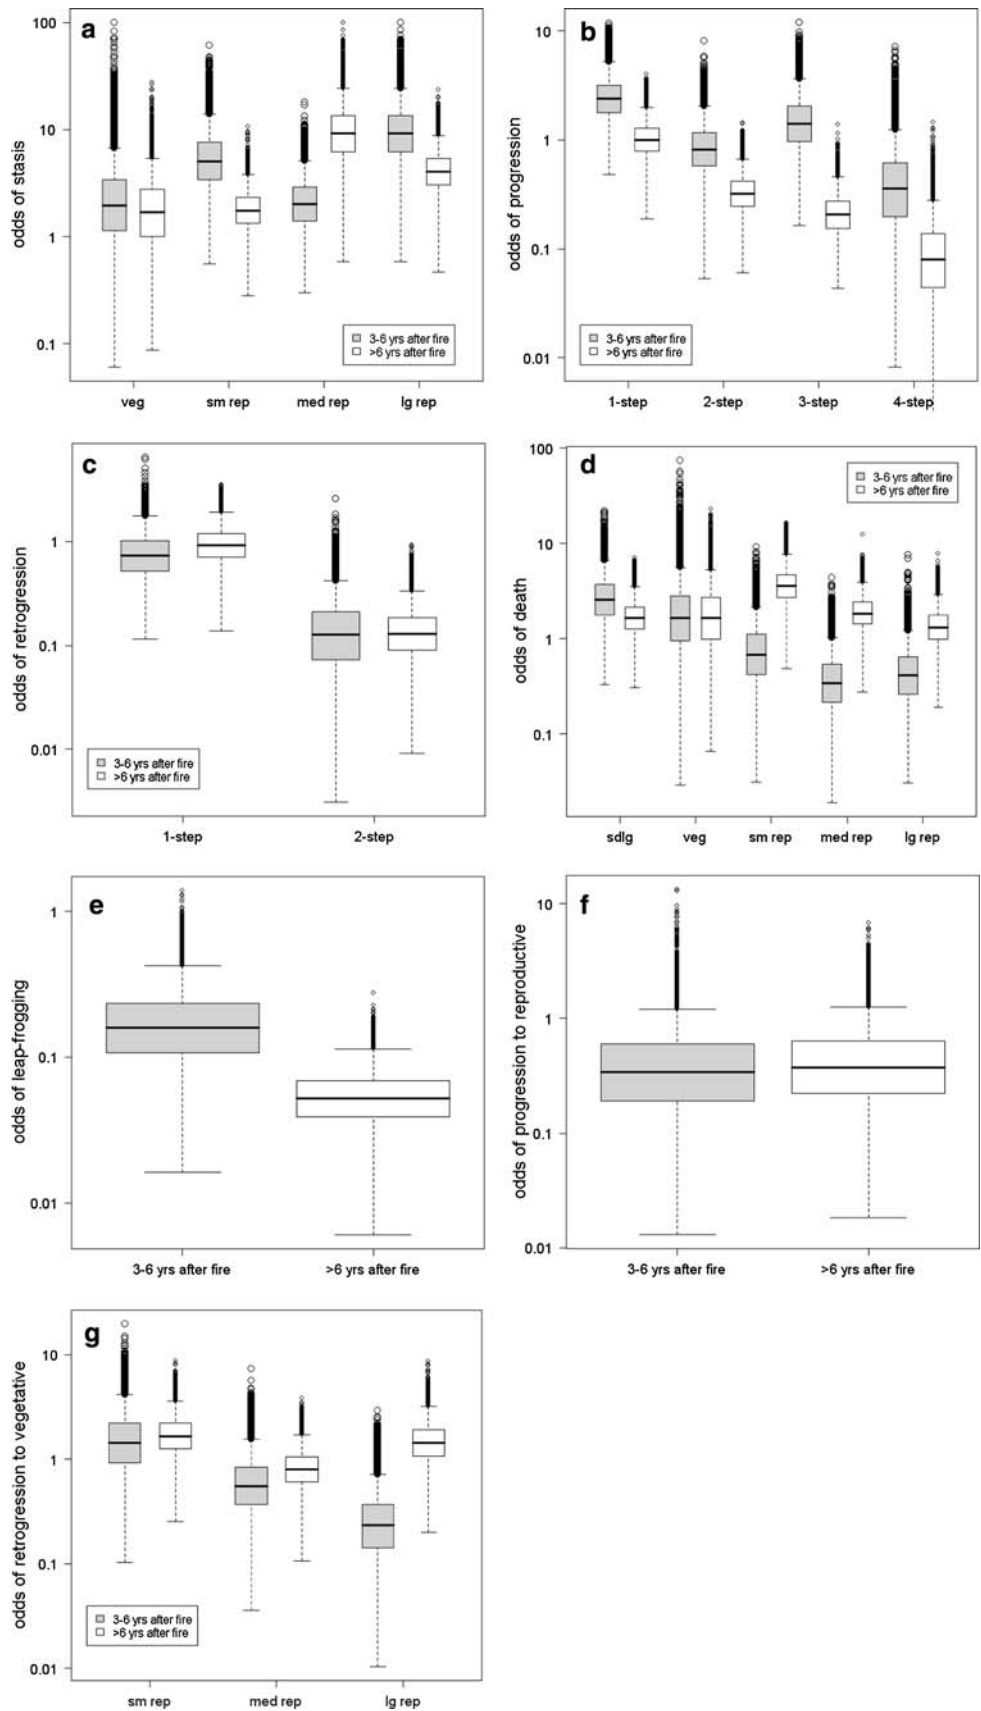 a
odds of stasis
100
10
1
0.1
3-6 yrs after fire
>6 yrs after fire
veg sm rep med rep lg rep
b
odds of progression
10
1
0.1
0.01
3-6 yrs after fire
>6 yrs after fire
1-step 2-step 3-step 4-step
c
odds of retrogression
1
0.1
0.01
3-6 yrs after fire
>6 yrs after fire
1-step 2-step
d
odds of death
100
10
1
0.1
3-6 yrs after fire
>6 yrs after fire
sdlg veg sm rep med rep lg rep
e
odds of leap-frogging
1
0.1
0.01
3-6 yrs after fire >6 yrs after fire
f
odds of progression to reproductive
10
1
0.1
0.01
3-6 yrs after fire >6 yrs after fire
g
odds of retrogression to vegetative
10
1
0.1
0.01
3-6 yrs after fire
>6 yrs after fire
sm rep med rep lg rep